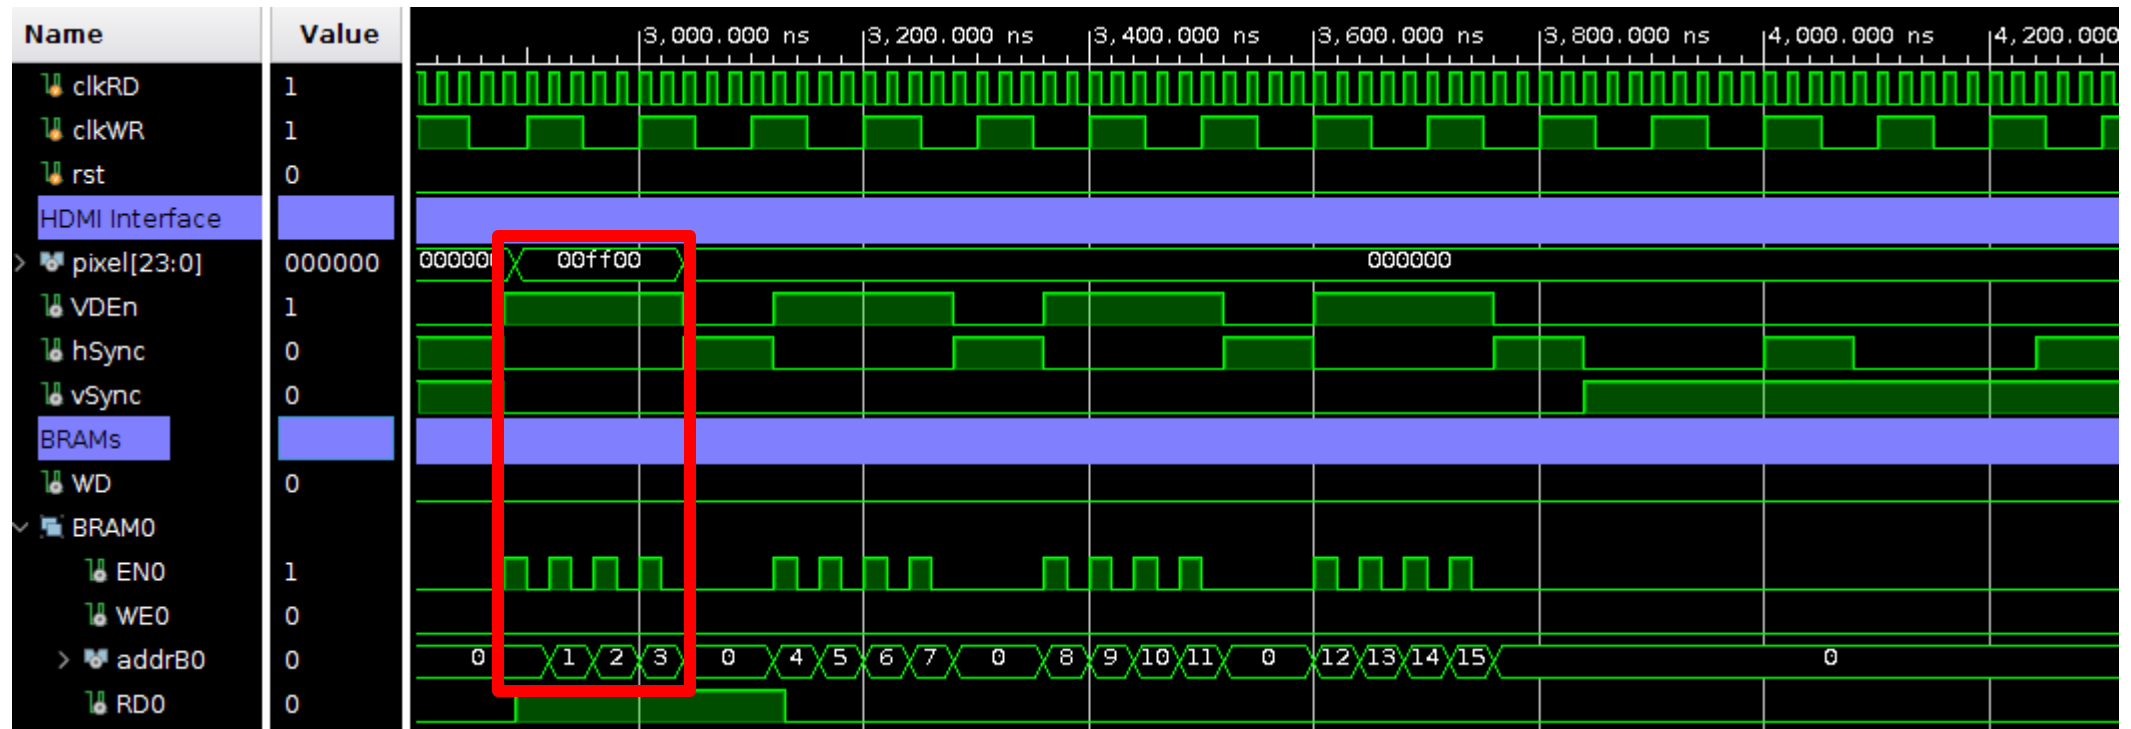 Name Value 3,000.000 ns 3,200.000 ns 3,400.000 ns 3,600.000 ns 3,800.000 ns 4,000.000 ns 4,200.000
clkRD 1
clkWR 1
rst 0
HDMI Interface
pixel[23:0] 000000 000000 00ff00 000000
VDEn 1
hSync 0
vSync 0
BRAMs
WD 0
BRAM0
EN0 1
WE0 0
addrB0 0 0 1 2 3 0 4 5 6 7 0 8 9 10 11 0 12 13 14 15 0
RD0 0